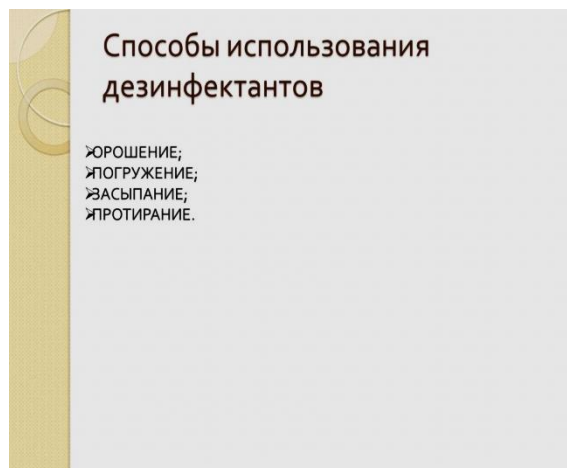 Способы использования
дезинфектантов
➢ОРОШЕНИЕ;
➢ПОГРУЖЕНИЕ;
➢ЗАСЫПАНИЕ;
➢ПРОТИРАНИЕ.